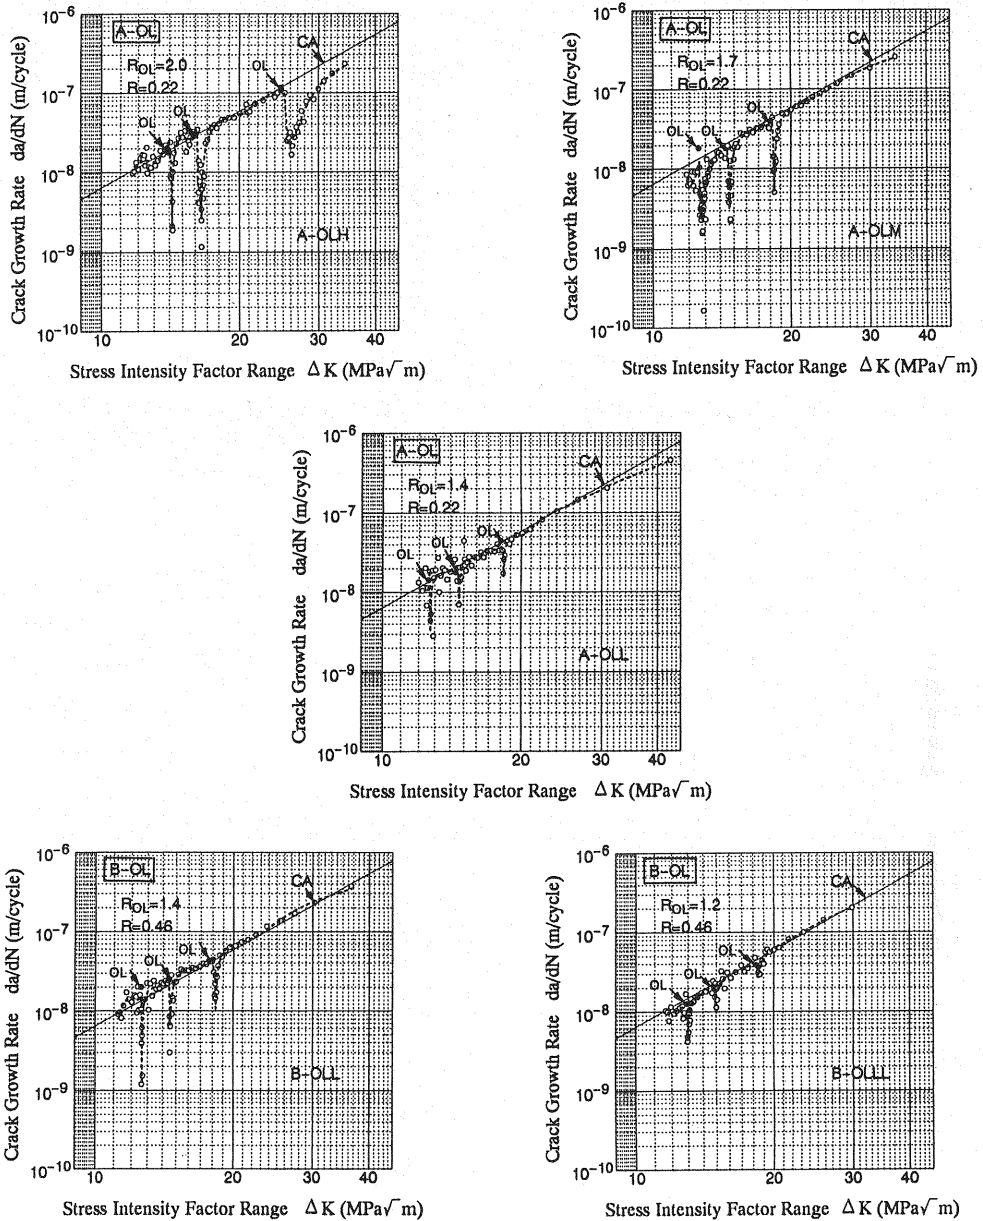 10⁻⁶
A-OL
CA
R_OL=2.0
R=0.22
OL
OL
OL
10⁻⁷
10⁻⁸
A-OLH
10⁻⁹
10⁻¹⁰
10 20 30 40
Crack Growth Rate da/dN (m/cycle)
Stress Intensity Factor Range Δ K (MPa√m)
10⁻⁶
A-OL
CA
R_OL=1.7
R=0.22
OL
OL
OL
10⁻⁷
10⁻⁸
A-OLM
10⁻⁹
10⁻¹⁰
10 20 30 40
Crack Growth Rate da/dN (m/cycle)
Stress Intensity Factor Range Δ K (MPa√m)
10⁻⁶
A-OL
CA
R_OL=1.4
R=0.22
10⁻⁷
OL
OL
OL
10⁻⁸
A-OLL
10⁻⁹
10⁻¹⁰
10 20 30 40
Crack Growth Rate da/dN (m/cycle)
Stress Intensity Factor Range Δ K (MPa√m)
10⁻⁶
B-OL
CA
R_OL=1.4
R=0.46
10⁻⁷
OL
OL
OL
10⁻⁸
B-OLL
10⁻⁹
10⁻¹⁰
10 20 30 40
Crack Growth Rate da/dN (m/cycle)
Stress Intensity Factor Range Δ K (MPa√m)
10⁻⁶
B-OL
CA
R_OL=1.2
R=0.46
10⁻⁷
OL
OL
OL
10⁻⁸
B-OLLL
10⁻⁹
10⁻¹⁰
10 20 30 40
Crack Growth Rate da/dN (m/cycle)
Stress Intensity Factor Range Δ K (MPa√m)